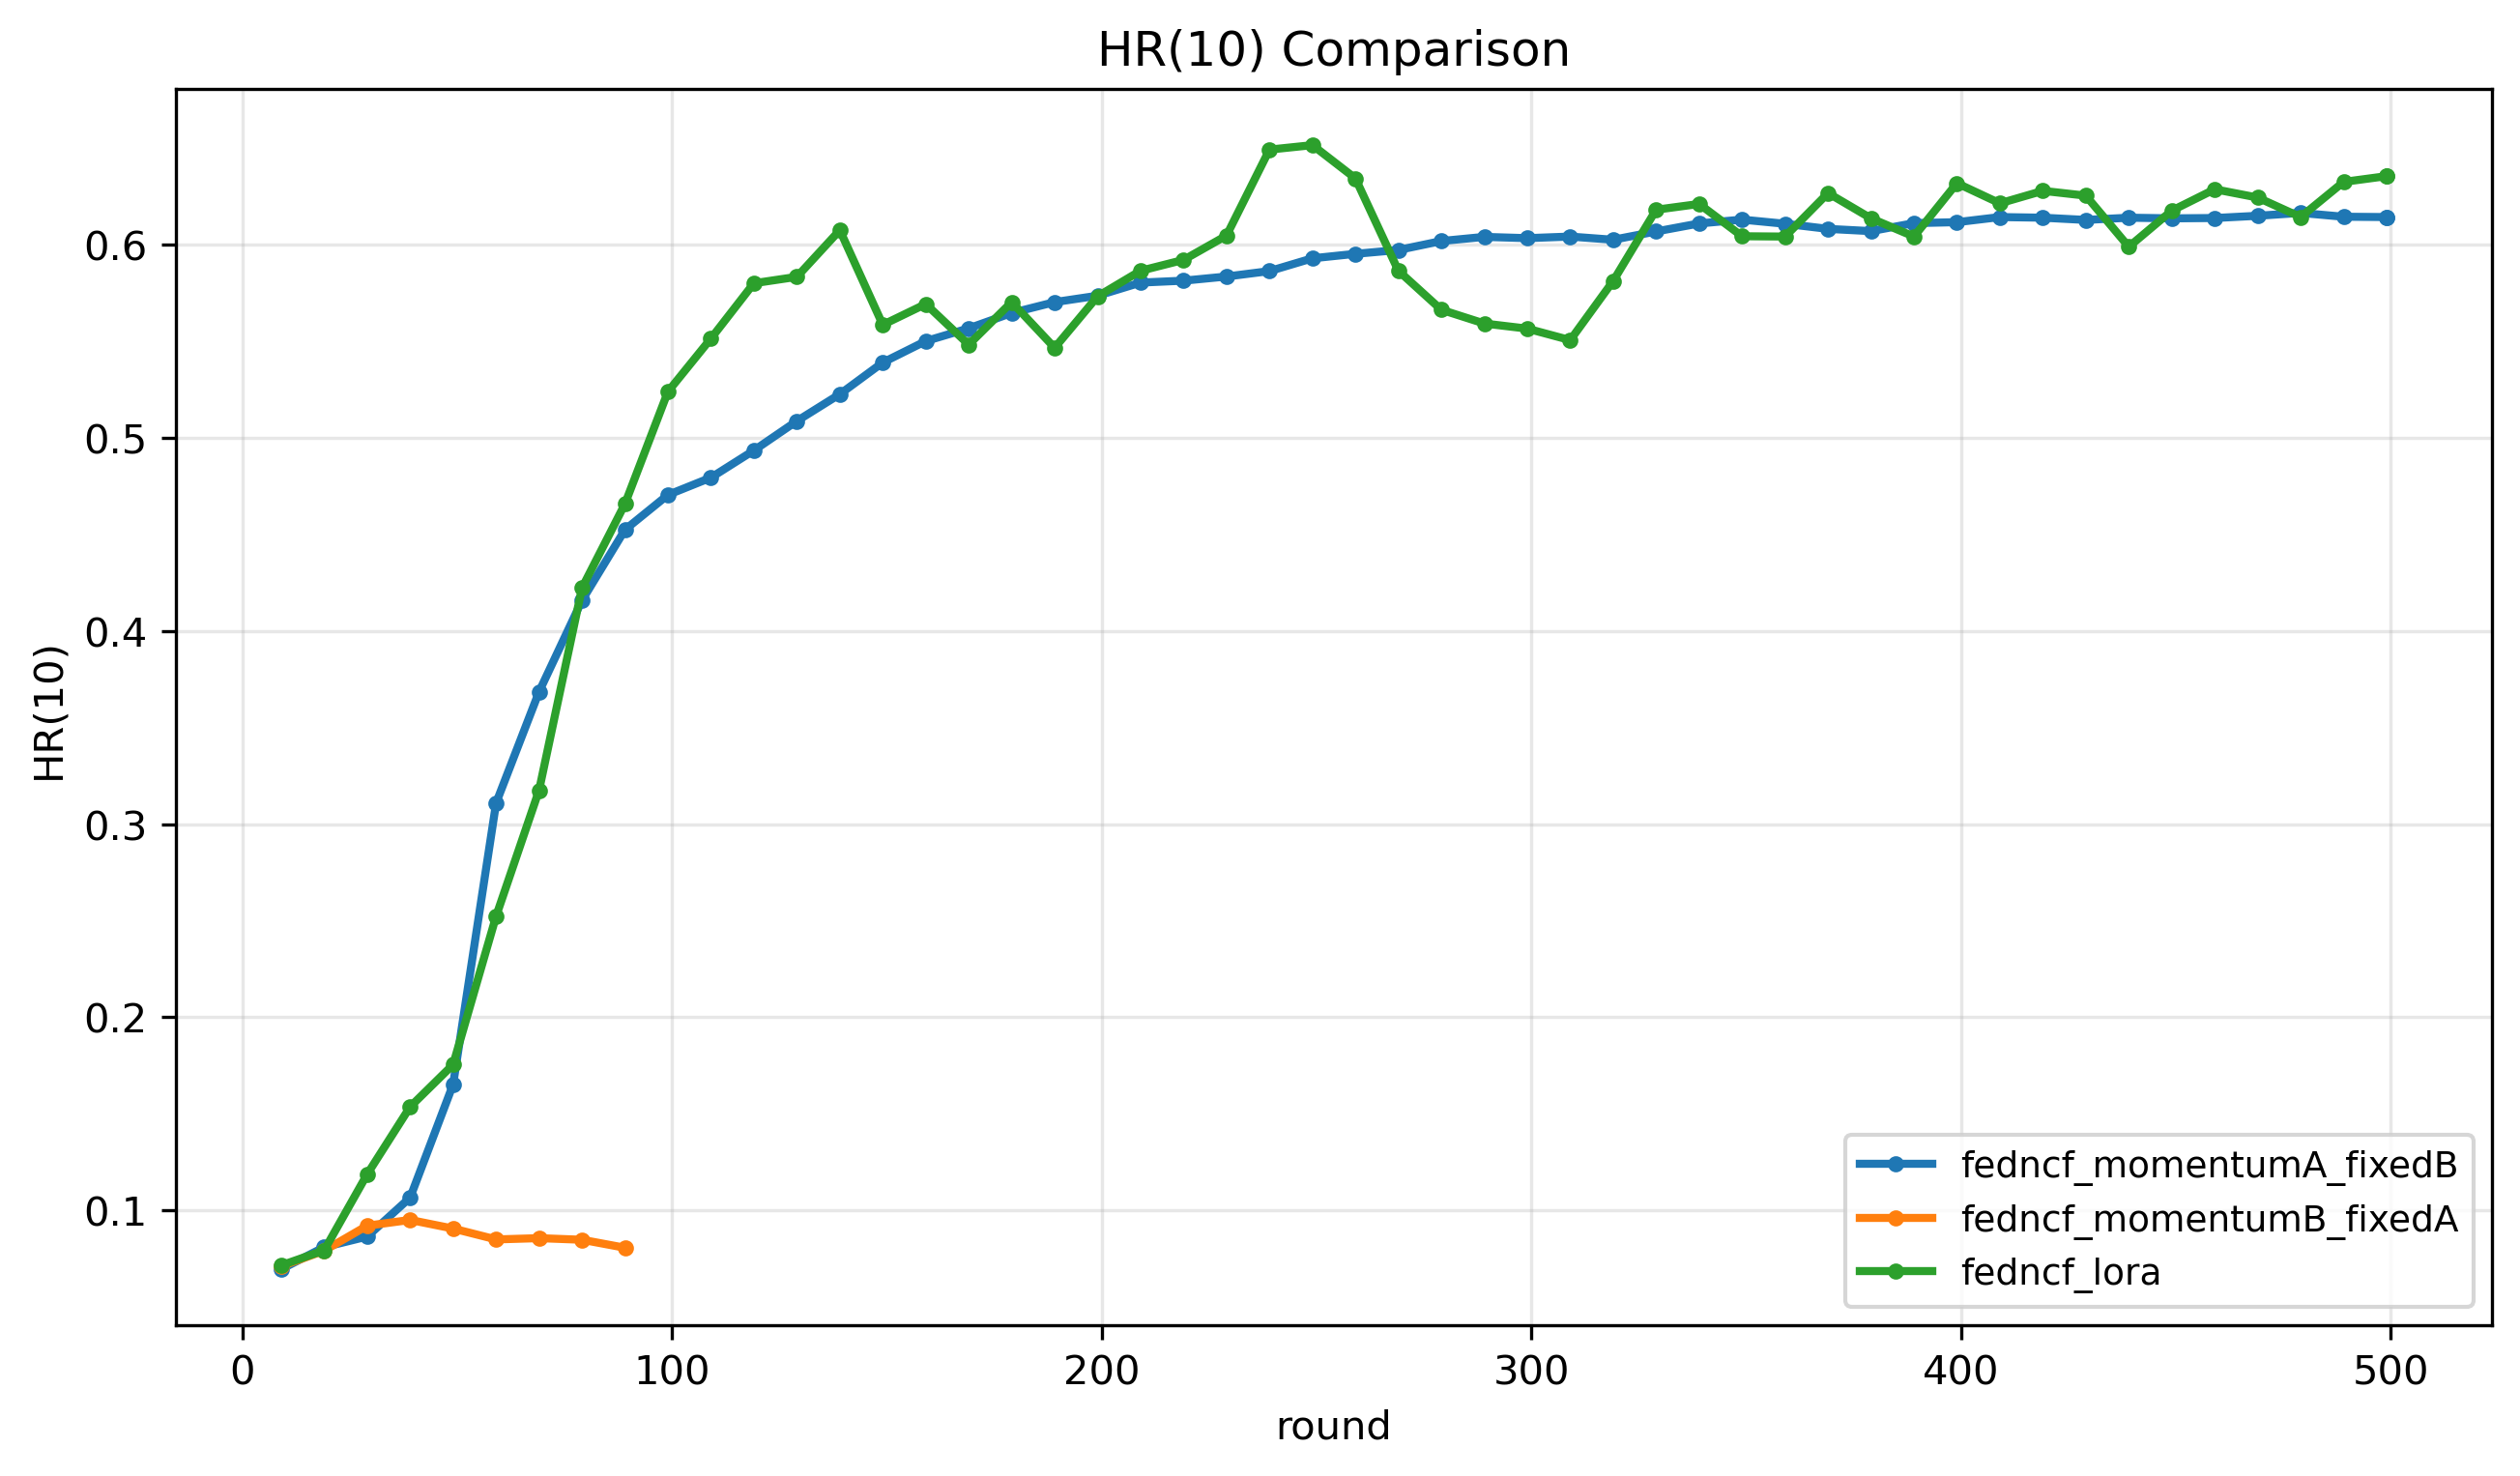 HR(10) Comparison
HR(10)
0.6
0.5
0.4
0.3
0.2
0.1
0 100 200 300 400 500
round
fedncf_momentumA_fixedB
fedncf_momentumB_fixedA
fedncf_lora